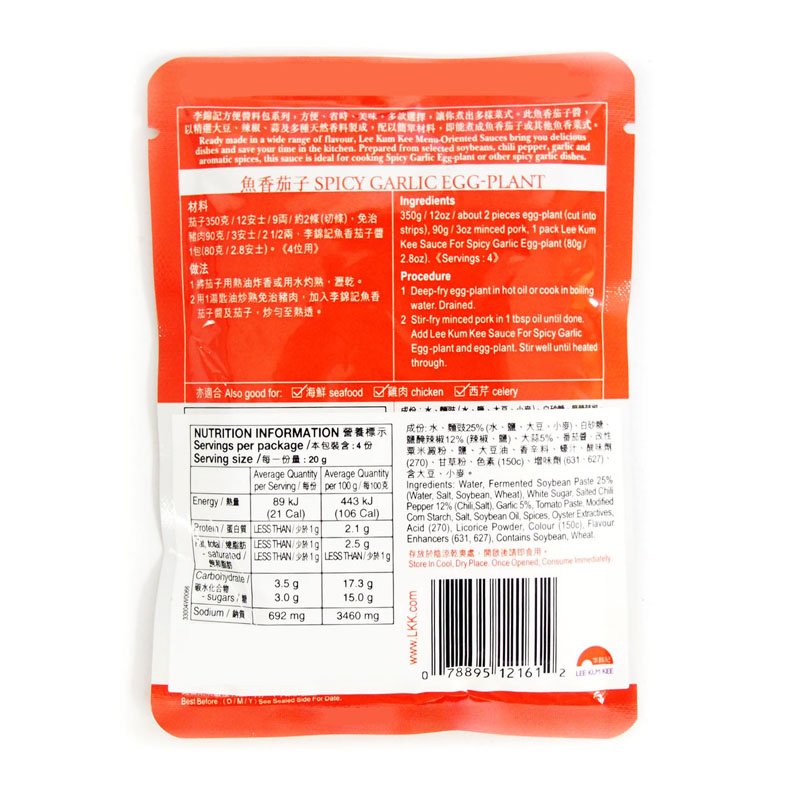 李錦記方便醬料包系列，方便、省時、美味。多款選擇，讓你煮出多樣菜式。此魚香茄子醬，
以精選大豆、辣椒、蒜及多種天然香料製成，配以簡單材料，即能煮成魚香茄子或其他魚香菜式。
Ready made in a wide range of flavour, Lee Kum Kee Menu-Oriented Sauces bring you delicious
dishes and save your time in the kitchen. Prepared from selected soybeans, chili pepper, garlic and
aromatic spices, this sauce is ideal for cooking Spicy Garlic Egg-plant or other spicy garlic dishes.
魚香茄子 SPICY GARLIC EGG-PLANT
材料
茄子350克/12安士/9両/約2條(切條)，免治
豬肉90克/3安士/2 1/2両，李錦記魚香茄子醬
1包(80克/2.8安士)。《4位用》
做法
1 將茄子用熱油炸香或用水灼熟，瀝乾。
2 用1湯匙油炒熟免治豬肉，加入李錦記魚香
茄子醬及茄子，炒勻至熱透。
Ingredients
350g / 12oz / about 2 pieces egg-plant (cut into
strips), 90g / 3oz minced pork, 1 pack Lee Kum
Kee Sauce For Spicy Garlic Egg-plant (80g /
2.8oz).《Servings : 4》
Procedure
1 Deep-fry egg-plant in hot oil or cook in boiling
water. Drained.
2 Stir-fry minced pork in 1 tbsp oil until done.
Add Lee Kum Kee Sauce For Spicy Garlic
Egg-plant and egg-plant. Stir well until heated
through.
亦適合 Also good for: 海鮮 seafood 雞肉 chicken 西芹 celery
NUTRITION INFORMATION 營養標示
Servings per package /本包裝含: 4 份
Serving size /每一份量: 20 g
Average Quantity per Serving / 每份 Average Quantity per 100 g / 每100克
Energy / 熱量 89 kJ (21 Cal) 443 kJ (106 Cal)
Protein / 蛋白質 LESS THAN / 少於 1 g 2.1 g
Fat, total / 總脂肪 LESS THAN / 少於 1 g 2.5 g
- saturated / 飽和脂肪 LESS THAN / 少於 1 g LESS THAN / 少於 1 g
Carbohydrate / 碳水化合物 3.5 g 17.3 g
- sugars / 糖 3.0 g 15.0 g
Sodium / 鈉質 692 mg 3460 mg
成份: 水、麵豉25% (水、鹽、大豆、小麥)、白砂糖、
鹽醃辣椒12% (辣椒、鹽)、大蒜5%、番茄醬、改性
粟米澱粉、鹽、大豆油、香辛料、蠔汁、酸味劑
(270)、甘草粉、色素 (150c)、增味劑 (631、627)。
含大豆、小麥。
Ingredients: Water, Fermented Soybean Paste 25%
(Water, Salt, Soybean, Wheat), White Sugar, Salted Chili
Pepper 12% (Chili,Salt), Garlic 5%, Tomato Paste, Modified
Corn Starch, Salt, Soybean Oil, Spices, Oyster Extractives,
Acid (270), Licorice Powder, Colour (150c), Flavour
Enhancers (631, 627), Contains Soybean, Wheat.
存放於陰涼乾爽處，開啟後請即食用。
Store In Cool, Dry Place. Once Opened, Consume Immediately.
www.LKK.com
0 78895 12161 2
李錦記
LEE KUM KEE
Best Before : (D / M / Y) See Sealed Side For Date.